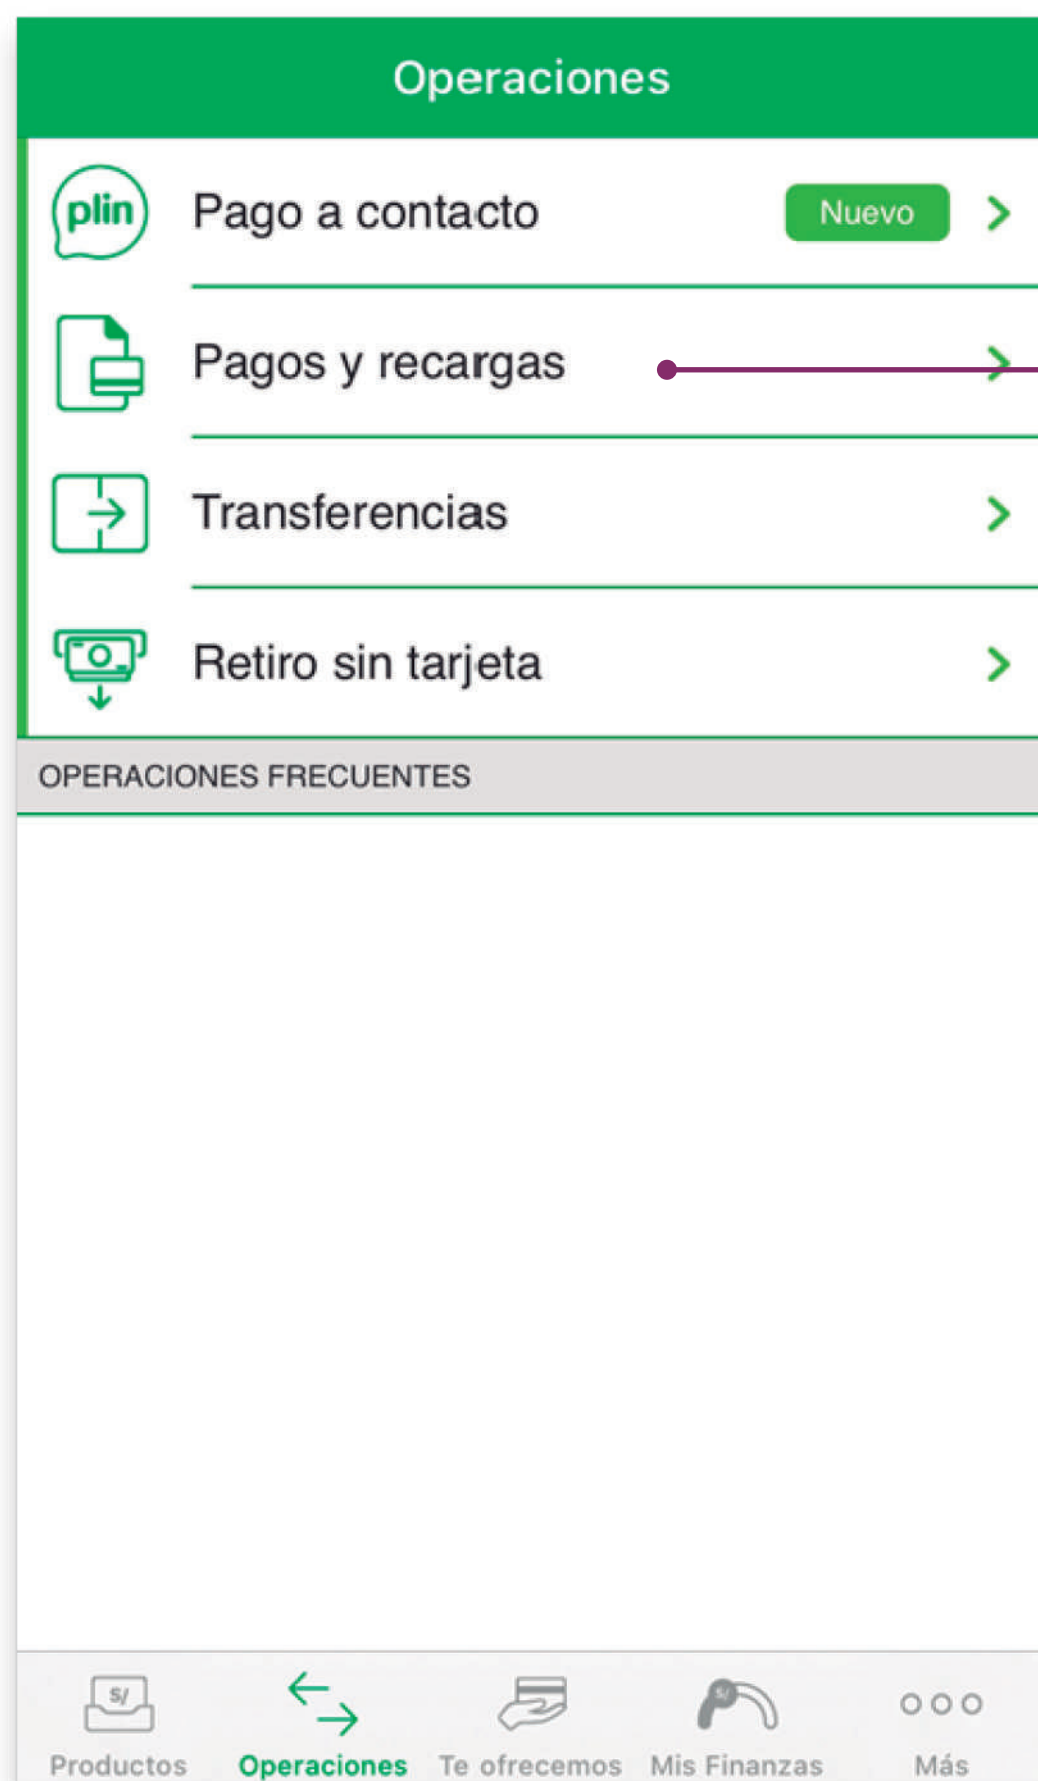 Operaciones
plin
Pago a contacto
Nuevo
Pagos y recargas
Transferencias
Retiro sin tarjeta
OPERACIONES FRECUENTES
S/
S/
Productos
Operaciones
Te ofrecemos
Mis Finanzas
Más